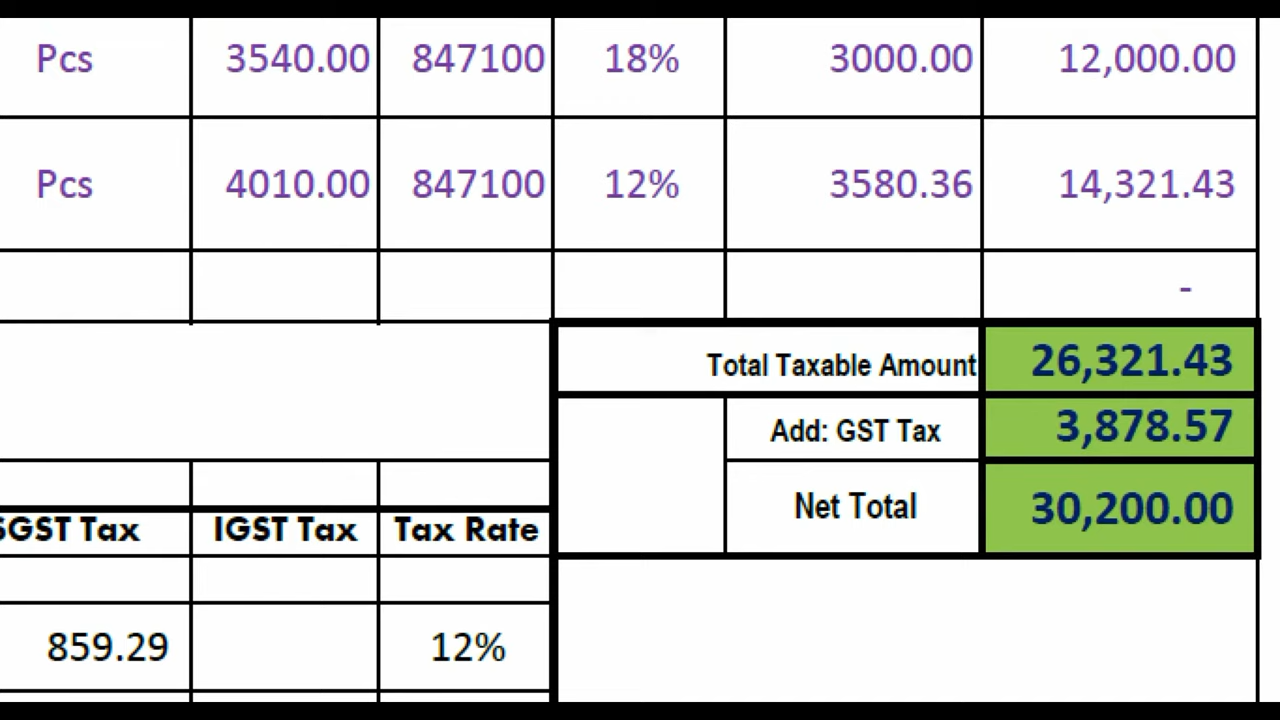 Pcs 3540.00 847100 18% 3000.00 12,000.00
Pcs 4010.00 847100 12% 3580.36 14,321.43
-
Total Taxable Amount 26,321.43
Add: GST Tax 3,878.57
Net Total 30,200.00
SGST Tax IGST Tax Tax Rate
859.29 12%